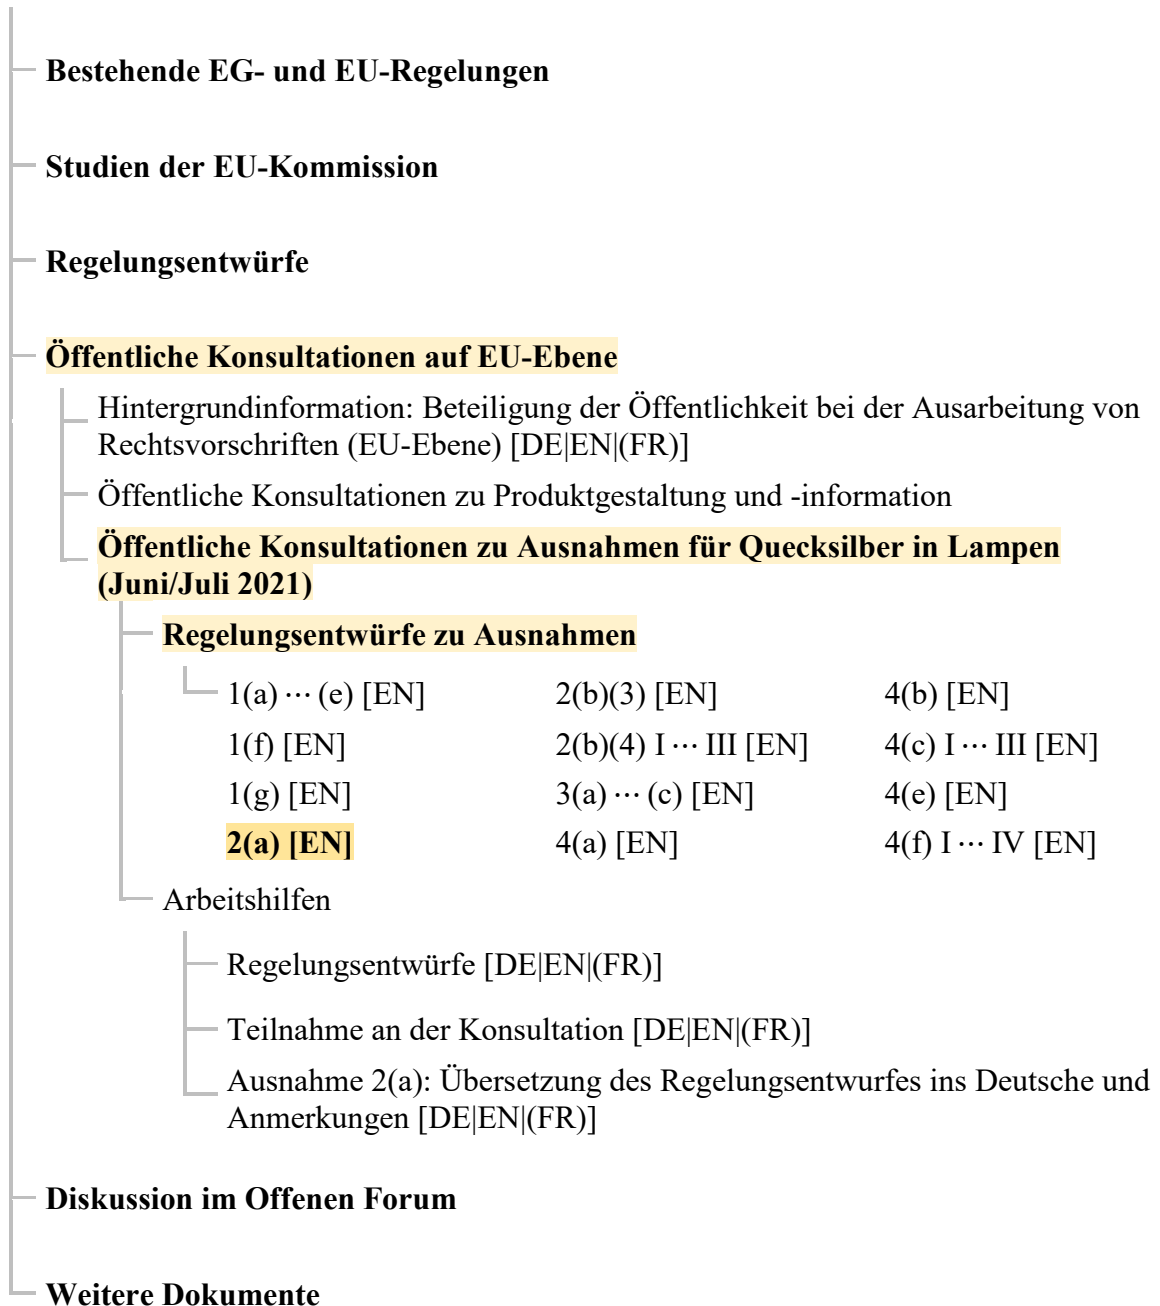 Bestehende EG- und EU-Regelungen
Studien der EU-Kommission
Regelungsentwürfe
Öffentliche Konsultationen auf EU-Ebene
Hintergrundinformation: Beteiligung der Öffentlichkeit bei der Ausarbeitung von
Rechtsvorschriften (EU-Ebene) [DE|EN|(FR)]
Öffentliche Konsultationen zu Produktgestaltung und -information
Öffentliche Konsultationen zu Ausnahmen für Quecksilber in Lampen
(Juni/Juli 2021)
Regelungsentwürfe zu Ausnahmen
1(a) ··· (e) [EN] 2(b)(3) [EN] 4(b) [EN]
1(f) [EN] 2(b)(4) I ··· III [EN] 4(c) I ··· III [EN]
1(g) [EN] 3(a) ··· (c) [EN] 4(e) [EN]
2(a) [EN] 4(a) [EN] 4(f) I ··· IV [EN]
Arbeitshilfen
Regelungsentwürfe [DE|EN|(FR)]
Teilnahme an der Konsultation [DE|EN|(FR)]
Ausnahme 2(a): Übersetzung des Regelungsentwurfes ins Deutsche und
Anmerkungen [DE|EN|(FR)]
Diskussion im Offenen Forum
Weitere Dokumente